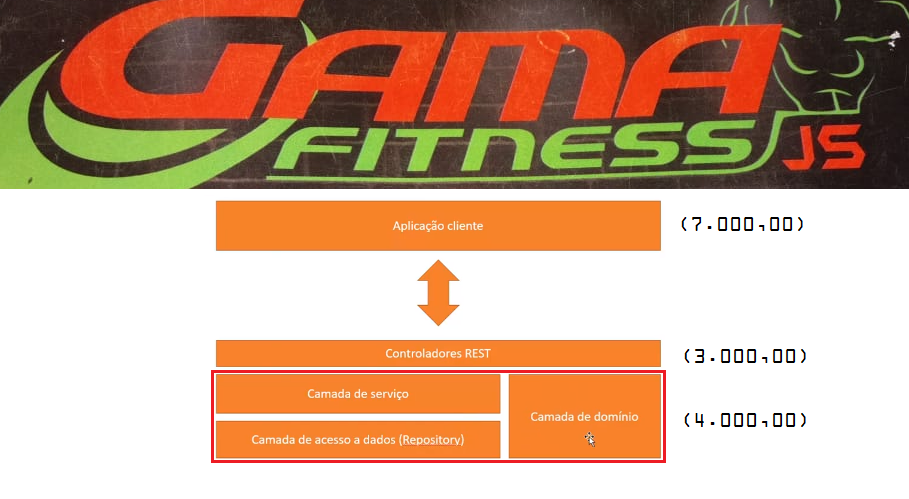 GAMA
FITNESS JS
Aplicação cliente
(7.000,00)
Controladores REST
(3.000,00)
Camada de serviço
Camada de domínio
(4.000,00)
Camada de acesso a dados (Repository)